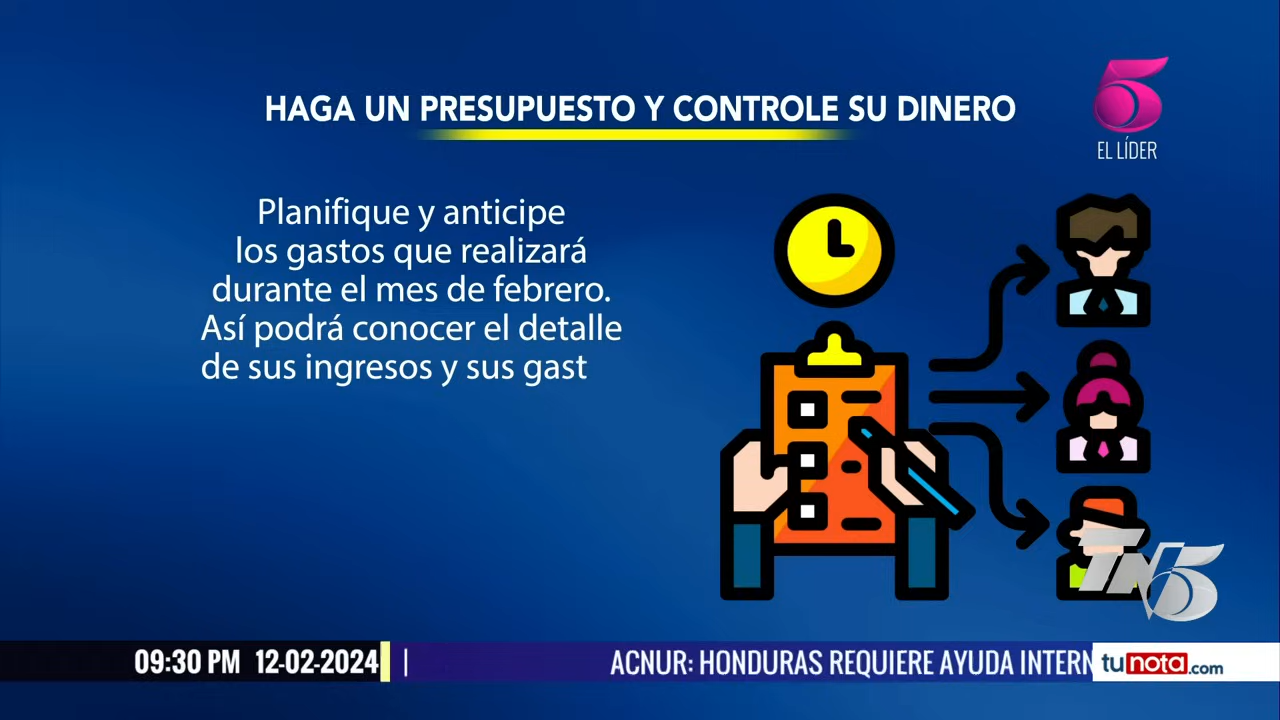 HAGA UN PRESUPUESTO Y CONTROLE SU DINERO
5
EL LÍDER
Planifique y anticipe
los gastos que realizará
durante el mes de febrero.
Así podrá conocer el detalle
de sus ingresos y sus gast
TN5
09:30 PM 12-02-2024
ACNUR: HONDURAS REQUIERE AYUDA INTERN
tunota.com